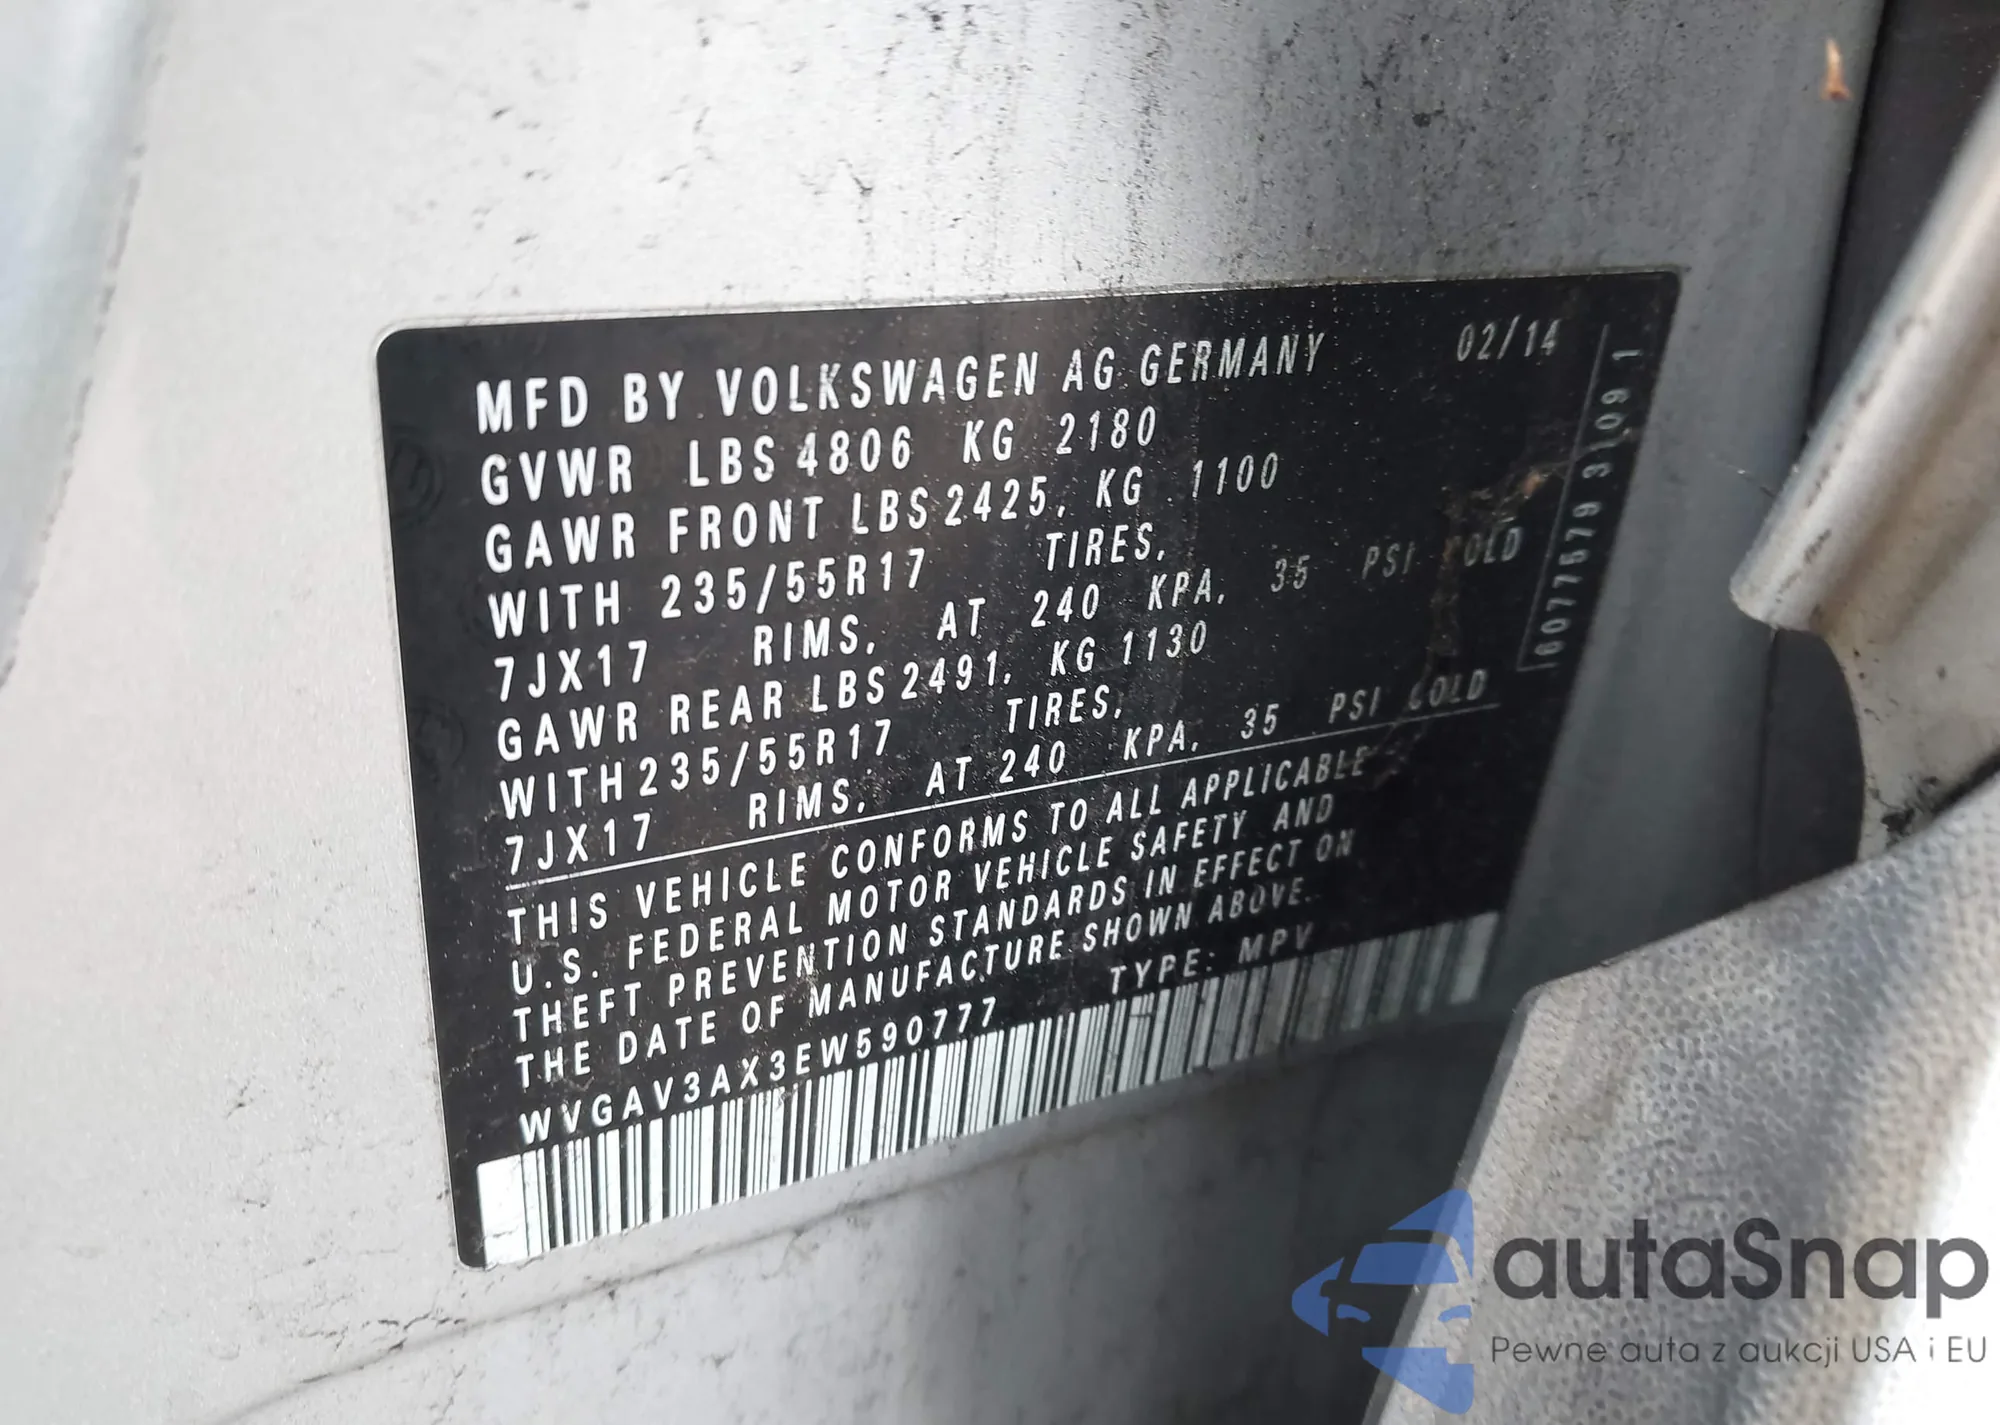 MFD BY VOLKSWAGEN AG GERMANY 02/14
GVWR LBS 4806 KG 2180
GAWR FRONT LBS 2425, KG 1100
WITH 235/55R17 TIRES,
7JX17 RIMS, AT 240 KPA, 35 PSI COLD
GAWR REAR LBS 2491, KG 1130
WITH 235/55R17 TIRES,
7JX17 RIMS, AT 240 KPA, 35 PSI COLD
THIS VEHICLE CONFORMS TO ALL APPLICABLE
U.S. FEDERAL MOTOR VEHICLE SAFETY AND
THEFT PREVENTION STANDARDS IN EFFECT ON
THE DATE OF MANUFACTURE SHOWN ABOVE.
WVGAV3AX3EW590777 TYPE: MPV
autaSnap
Pewne auta z aukcji USA i EU